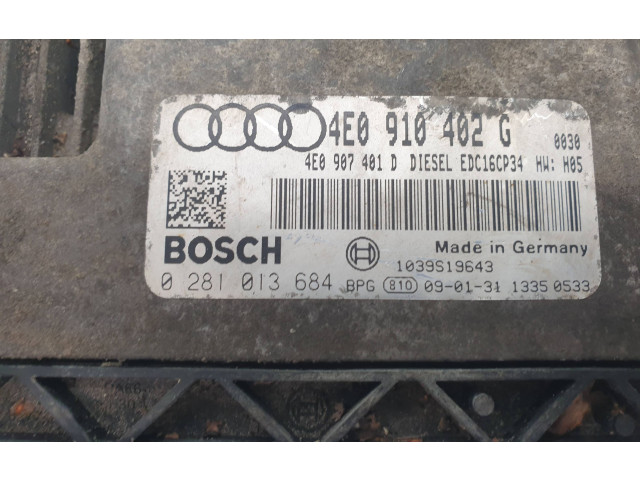 4E0 910 402 G 0030
4E0 907 401 D DIESEL EDC16CP34 HW: H05
BOSCH Made in Germany
1039S19643
0 281 013 684 BPG 810 09-01-31 1335 0533